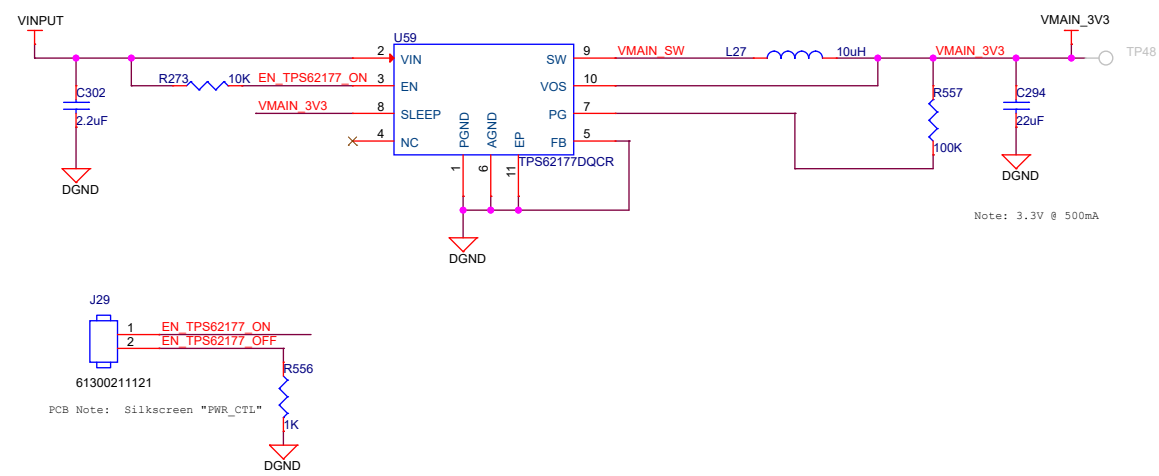 VINPUT
VMAIN_3V3
U59
2 VIN
SW 9
VMAIN_SW
L27
10uH
VMAIN_3V3
TP48
R273
10K
EN_TPS62177_ON
3 EN
VOS 10
C302
2.2uF
VMAIN_3V3
8 SLEEP
PG 7
R557
100K
C294
22uF
4 NC
PGND
AGND
EP
FB 5
TPS62177DQCR
1
6
11
DGND
DGND
DGND
Note: 3.3V @ 500mA
J29
1 EN_TPS62177_ON
2 EN_TPS62177_OFF
61300211121
R556
1K
PCB Note: Silkscreen "PWR_CTL"
DGND